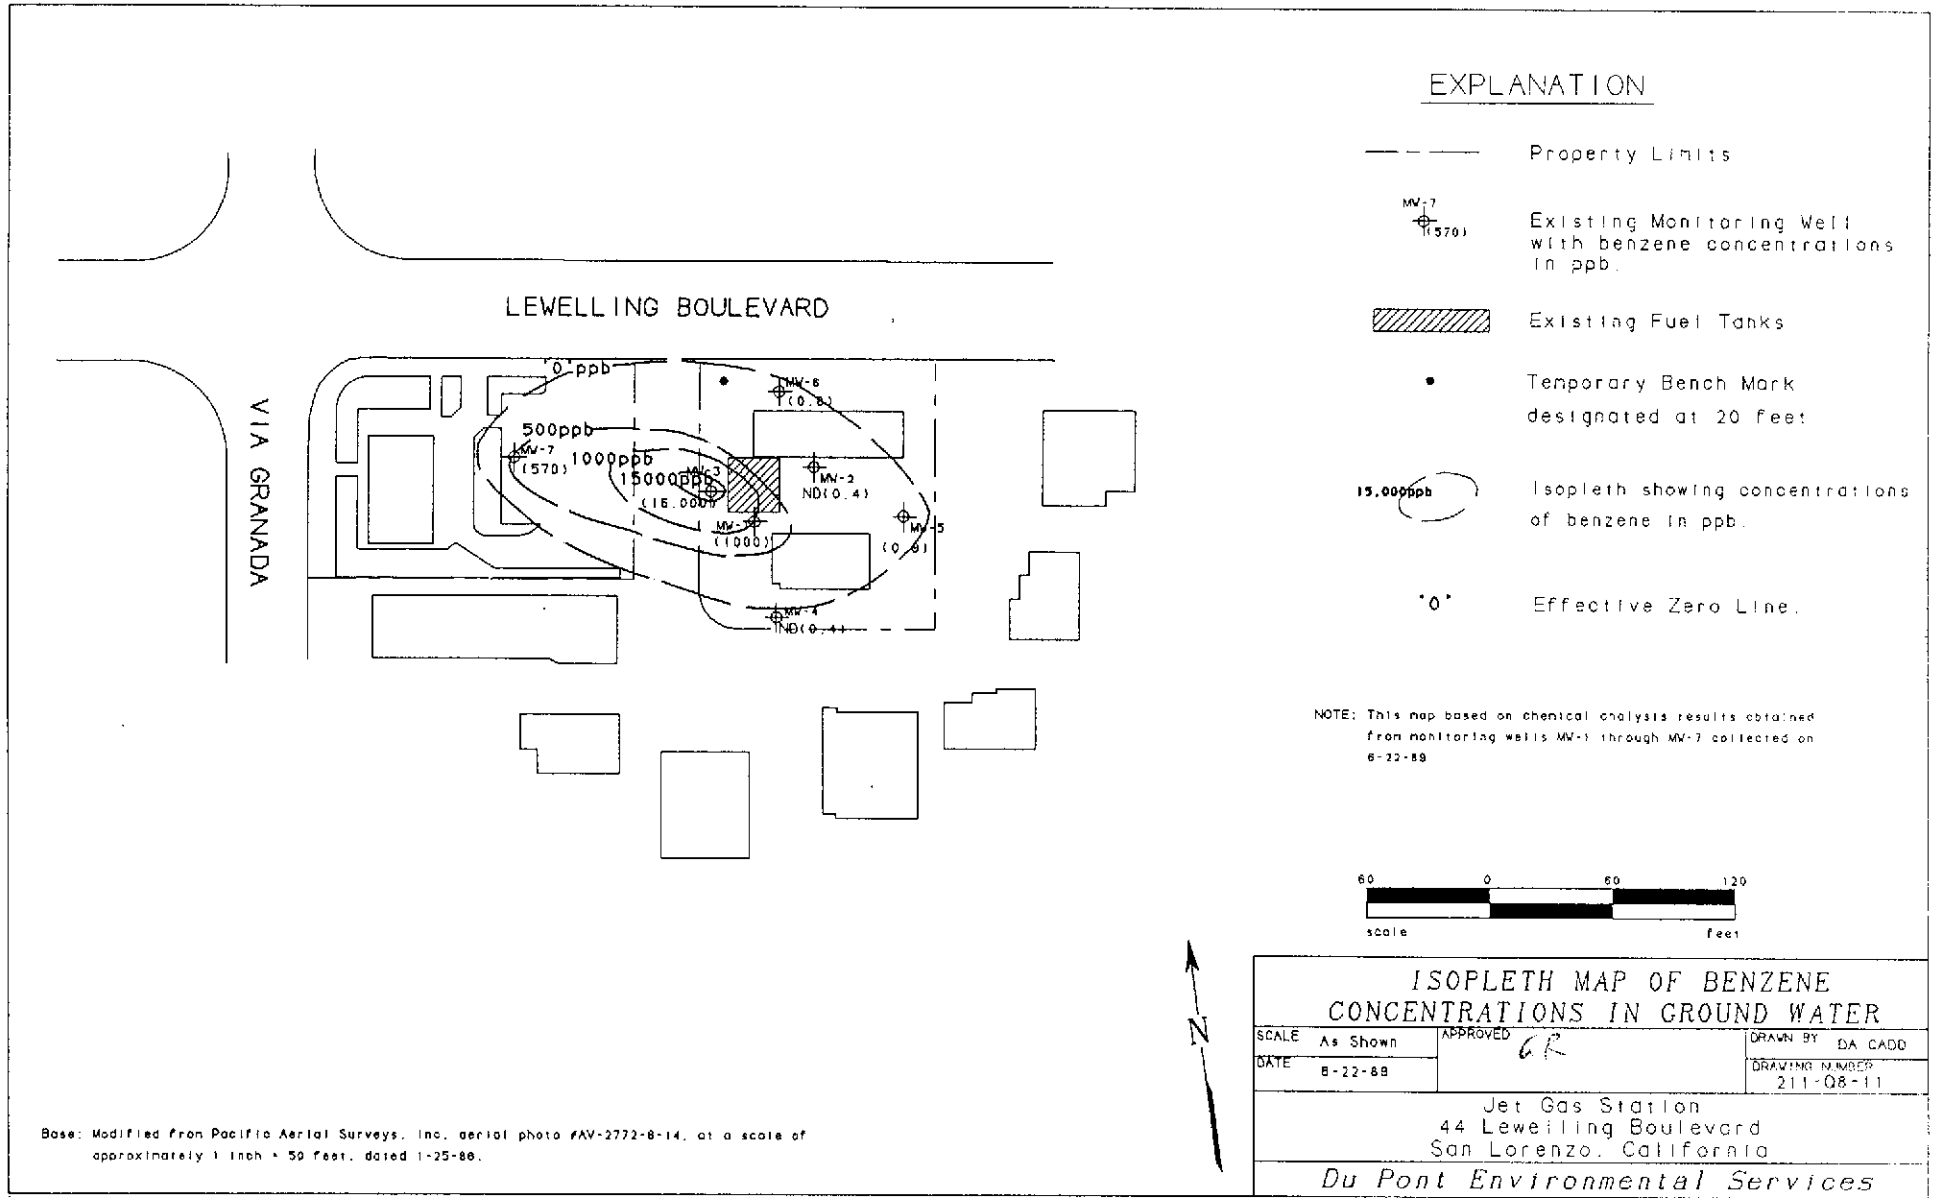 EXPLANATION
Property Limits
MW-7
(570)
Existing Monitoring Well
with benzene concentrations
in ppb.
Existing Fuel Tanks
Temporary Bench Mark
designated at 20 feet
15,000ppb
Isopleth showing concentrations
of benzene in ppb.
"0"
Effective Zero Line.
NOTE: This map based on chemical analysis results obtained
from monitoring wells MW-1 through MW-7 collected on
6-22-89
LEWELLING BOULEVARD
VIA GRANADA
"0"ppb
MW-6
(0.8)
500ppb
MW-7
(570)
1000ppb
MW-3
15000ppb
(16.000)
MW-2
ND(0.4)
MW-1
(1000)
MW-5
MW-4
ND(0.4)
60 0 60 120
scale feet
N
ISOPLETH MAP OF BENZENE
CONCENTRATIONS IN GROUND WATER
SCALE As Shown
APPROVED GR
DRAWN BY DA CADD
DATE 6-22-89
DRAWING NUMBER
211-08-11
Jet Gas Station
44 Lewelling Boulevard
San Lorenzo, California
Du Pont Environmental Services
Base: Modified from Pacific Aerial Surveys, Inc. aerial photo #AV-2772-8-14, at a scale of
approximately 1 inch = 50 feet, dated 1-25-86.